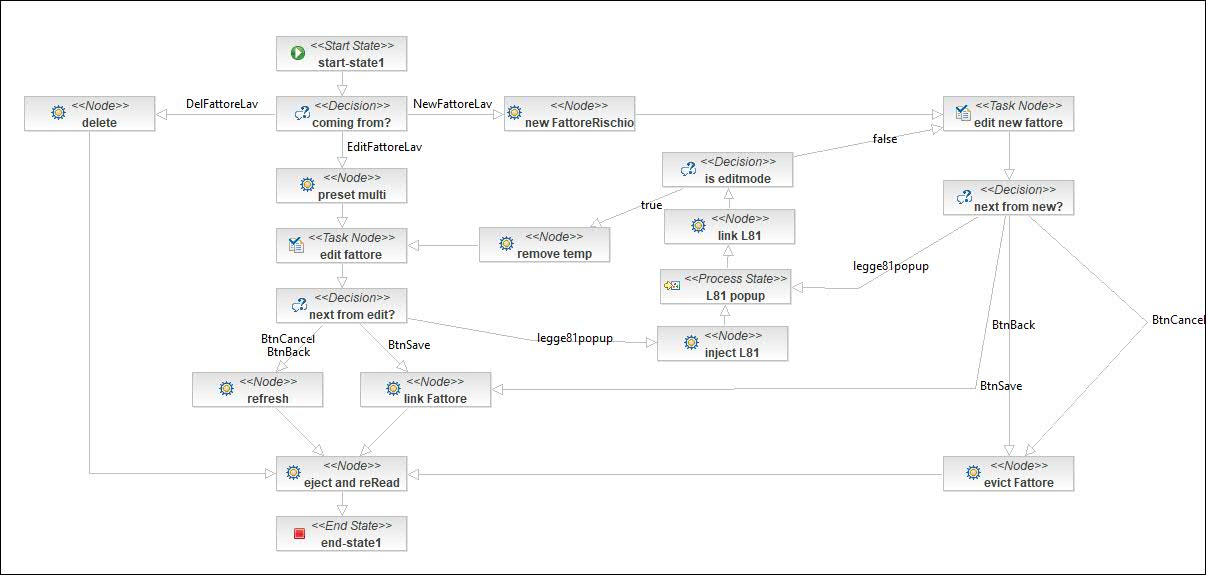 <<Start State>>
start-state1
<<Node>>
delete
DelFattoreLav
<<Decision>>
coming from?
NewFattoreLav
<<Node>>
new FattoreRischio
<<Task Node>>
edit new fattore
EditFattoreLav
false
<<Decision>>
is editmode
<<Node>>
preset multi
<<Decision>>
next from new?
true
<<Node>>
link L81
<<Task Node>>
edit fattore
<<Node>>
remove temp
legge81popup
<<Process State>>
L81 popup
<<Decision>>
next from edit?
BtnCancel
BtnBack
BtnSave
legge81popup
<<Node>>
inject L81
BtnBack
BtnCancel
<<Node>>
refresh
<<Node>>
link Fattore
BtnSave
<<Node>>
eject and reRead
<<Node>>
evict Fattore
<<End State>>
end-state1